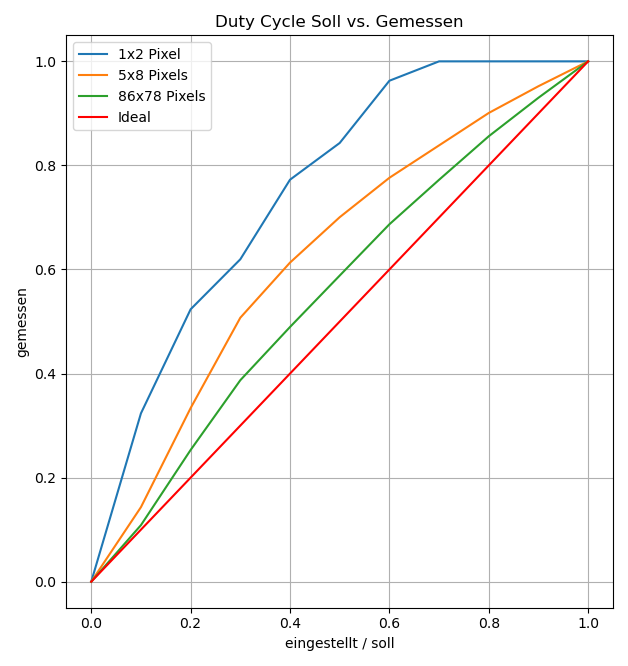 Duty Cycle Soll vs. Gemessen
1x2 Pixel
5x8 Pixels
86x78 Pixels
Ideal
1.0
0.8
0.6
0.4
0.2
0.0
gemessen
0.0 0.2 0.4 0.6 0.8 1.0
eingestellt / soll